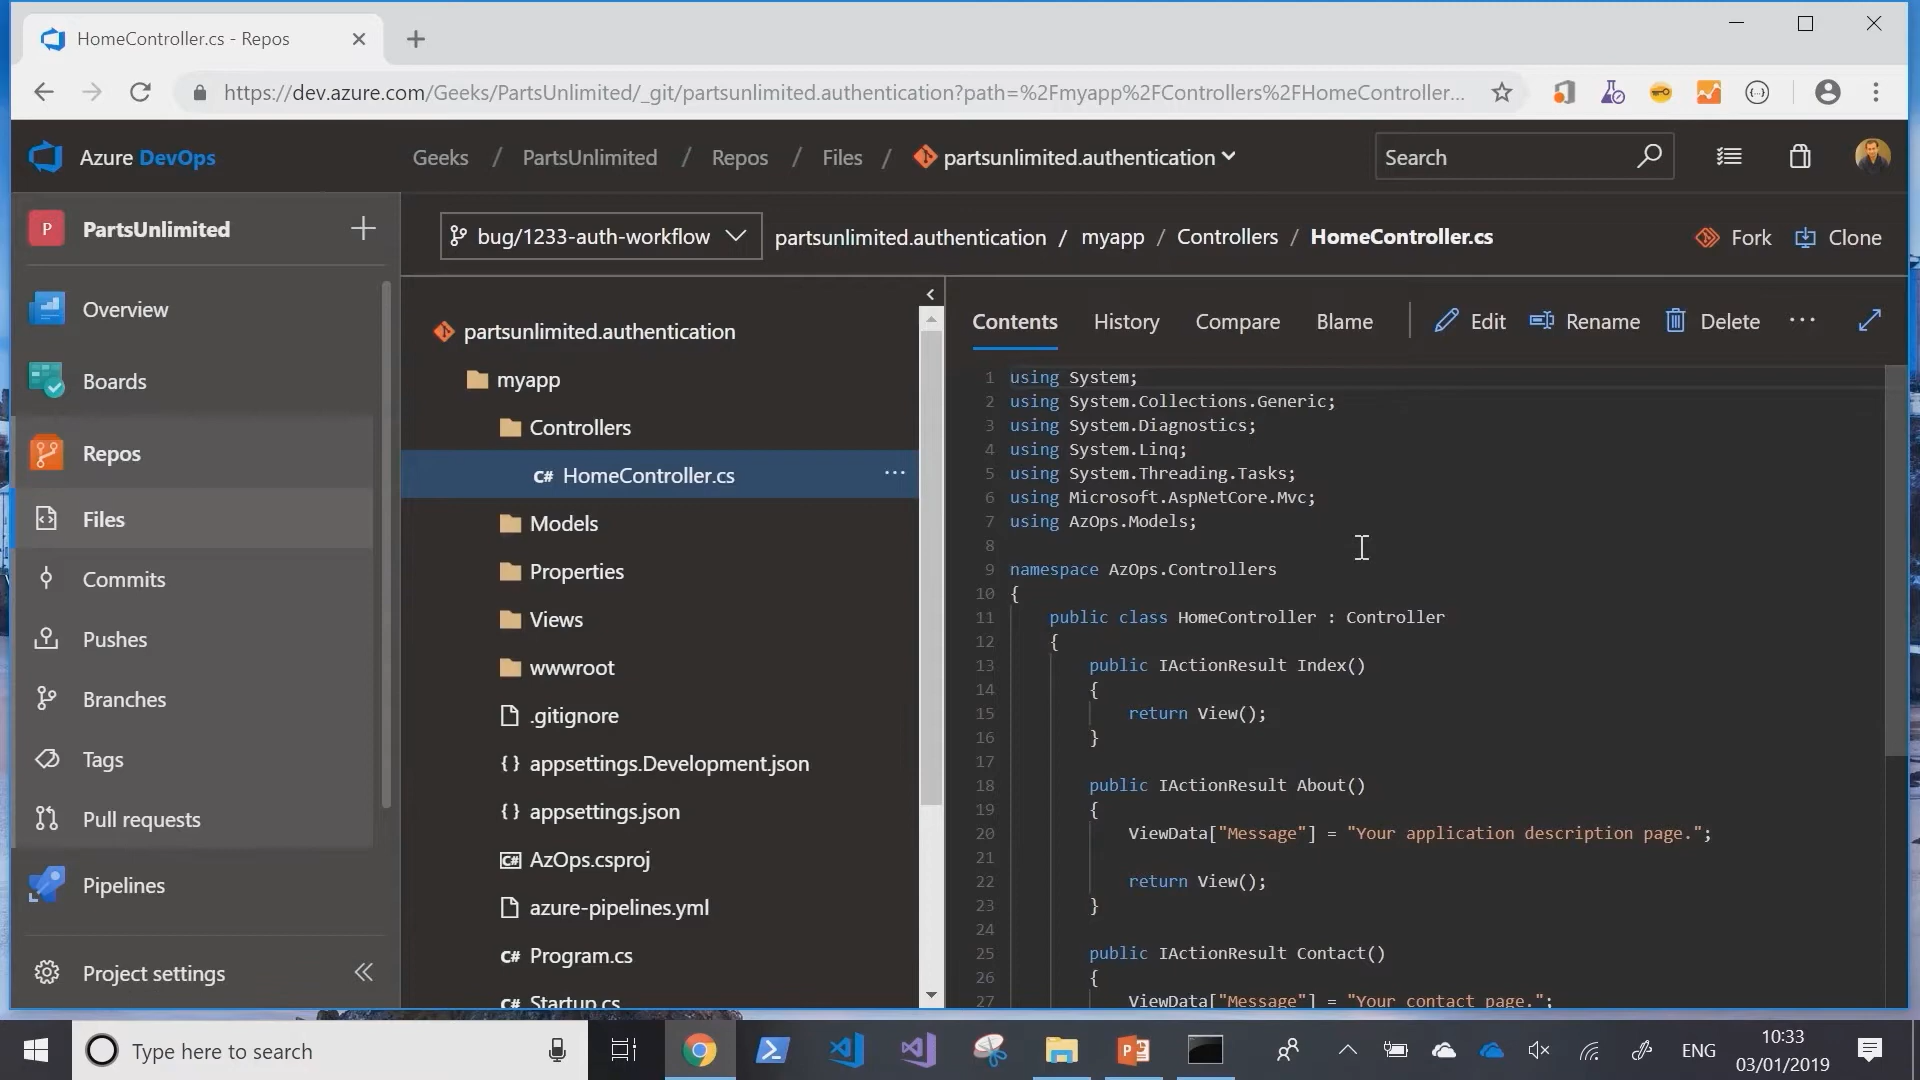 HomeController.cs - Repos
https://dev.azure.com/Geeks/PartsUnlimited/_git/partsunlimited.authentication?path=%2Fmyapp%2FControllers%2FHomeController...
Azure DevOps
Geeks / PartsUnlimited / Repos / Files / partsunlimited.authentication
Search
P PartsUnlimited
Overview
Boards
Repos
Files
Commits
Pushes
Branches
Tags
Pull requests
Pipelines
Project settings
bug/1233-auth-workflow
partsunlimited.authentication / myapp / Controllers / HomeController.cs
Fork
Clone
partsunlimited.authentication
myapp
Controllers
C# HomeController.cs
Models
Properties
Views
wwwroot
.gitignore
{ } appsettings.Development.json
{ } appsettings.json
C# AzOps.csproj
azure-pipelines.yml
C# Program.cs
C# Startup.cs
Contents History Compare Blame Edit Rename Delete ...
1 using System;
2 using System.Collections.Generic;
3 using System.Diagnostics;
4 using System.Linq;
5 using System.Threading.Tasks;
6 using Microsoft.AspNetCore.Mvc;
7 using AzOps.Models;
8
9 namespace AzOps.Controllers
10 {
11 public class HomeController : Controller
12 {
13 public IActionResult Index()
14 {
15 return View();
16 }
17
18 public IActionResult About()
19 {
20 ViewData["Message"] = "Your application description page.";
21
22 return View();
23 }
24
25 public IActionResult Contact()
26 {
27 ViewData["Message"] = "Your contact page.";
Type here to search
ENG
10:33
03/01/2019